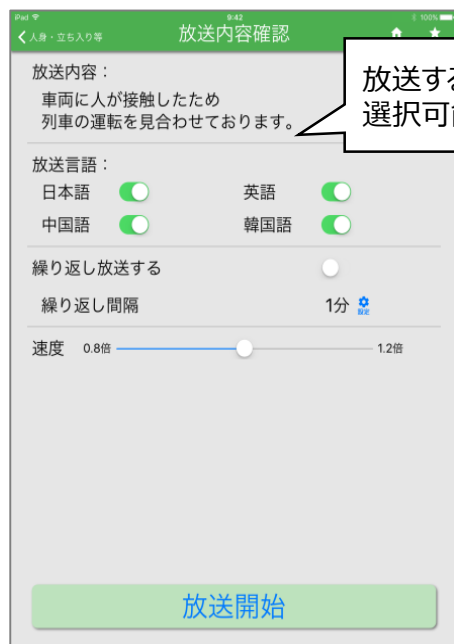 iPad 9:42 100%
人身・立ち入り等 放送内容確認
放送内容：
車両に人が接触したため
列車の運転を見合わせております。
放送す
選択可
放送言語：
日本語 英語
中国語 韓国語
繰り返し放送する
繰り返し間隔 1分 設定
速度 0.8倍 1.2倍
放送開始